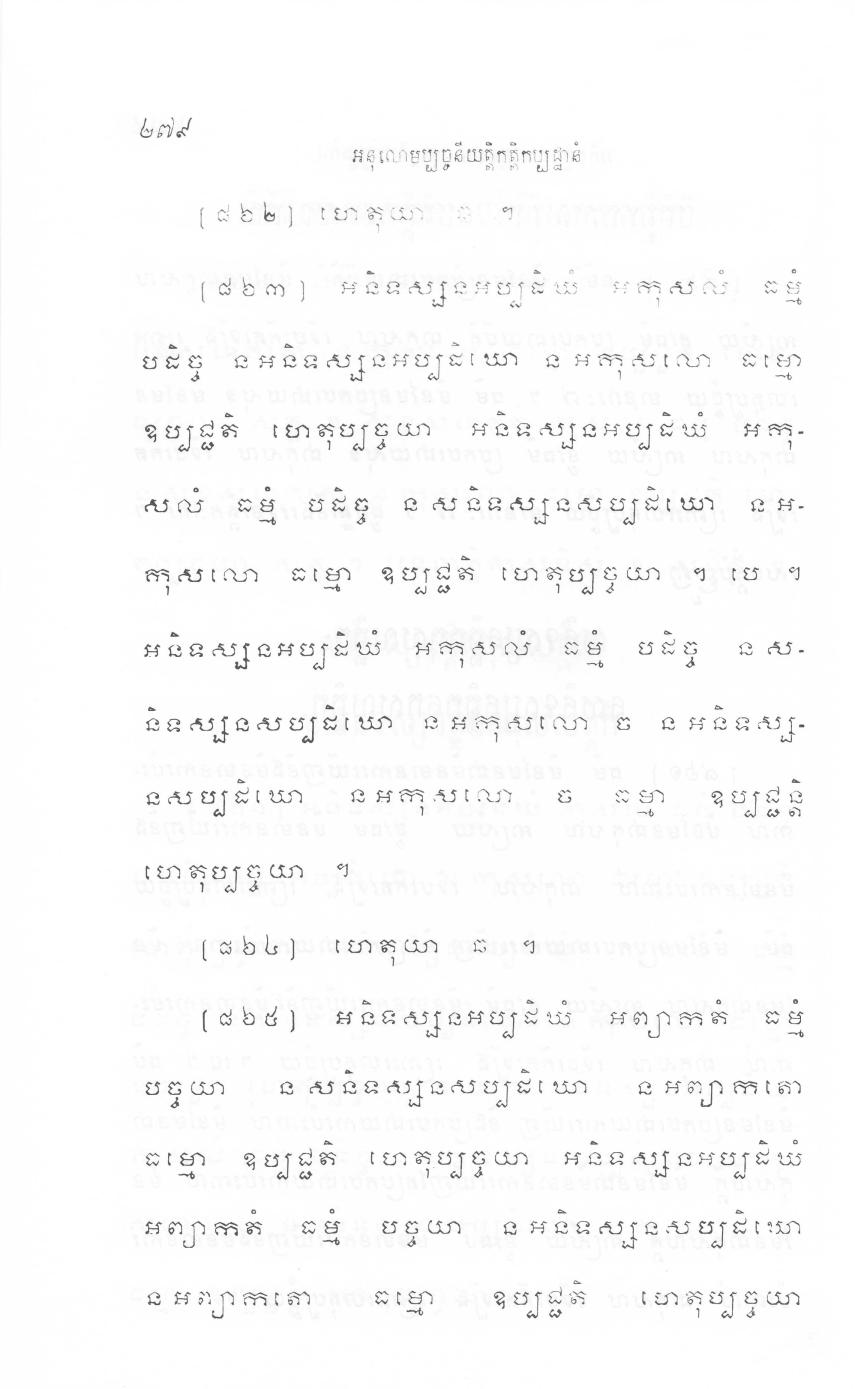 ២៧៩
អនុលោមប្បច្ចនីយត្តិកត្តិកប្បដ្ឋានំ
(៨៦២) ហេតុយា ឆ ។
(៨៦៣) អនិទស្សនអប្បដិឃំ អកុសលំ ធម្មំ
បដិច្ច ន អនិទស្សនអប្បដិឃោ ន អកុសលោ ធម្មោ
ឧប្បជ្ជតិ ហេតុប្បច្ចយា អនិទស្សនអប្បដិឃំ អកុ-
សលំ ធម្មំ បដិច្ច ន សនិទស្សនសប្បដិឃោ ន អ-
កុសលោ ធម្មោ ឧប្បជ្ជតិ ហេតុប្បច្ចយា ។ បេ ។
អនិទស្សនអប្បដិឃំ អកុសលំ ធម្មំ បដិច្ច ន ស-
និទស្សនសប្បដិឃោ ន អកុសលោ ច ន អនិទស្ស-
នសប្បដិឃោ ន អកុសលោ ច ធម្មា ឧប្បជ្ជន្តិ
ហេតុប្បច្ចយា ។
(៨៦៤) ហេតុយា ឆ ។
(៨៦៥) អនិទស្សនអប្បដិឃំ អព្យាកតំ ធម្មំ
បច្ចយា ន សនិទស្សនសប្បដិឃោ ន អព្យាកតោ
ធម្មោ ឧប្បជ្ជតិ ហេតុប្បច្ចយា អនិទស្សនអប្បដិឃំ
អព្យាកតំ ធម្មំ បច្ចយា ន អនិទស្សនសប្បដិឃោ
ន អព្យាកតោ ធម្មោ ឧប្បជ្ជតិ ហេតុប្បច្ចយា